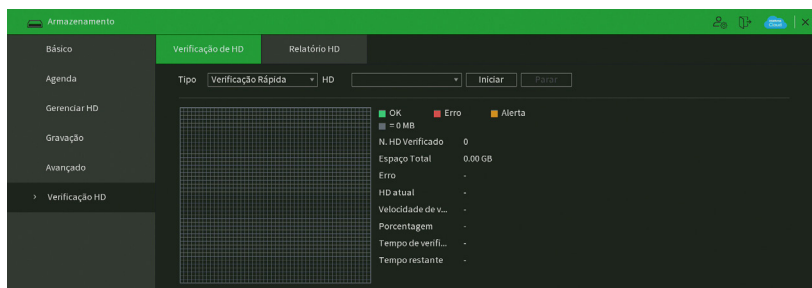 Armazenamento
Básico
Agenda
Gerenciar HD
Gravação
Avançado
› Verificação HD
Verificação de HD Relatório HD
Tipo Verificação Rápida HD Iniciar Parar
OK Erro Alerta
= 0 MB
N. HD Verificado 0
Espaço Total 0.00 GB
Erro -
HD atual -
Velocidade de v... -
Porcentagem -
Tempo de verifi... -
Tempo restante -